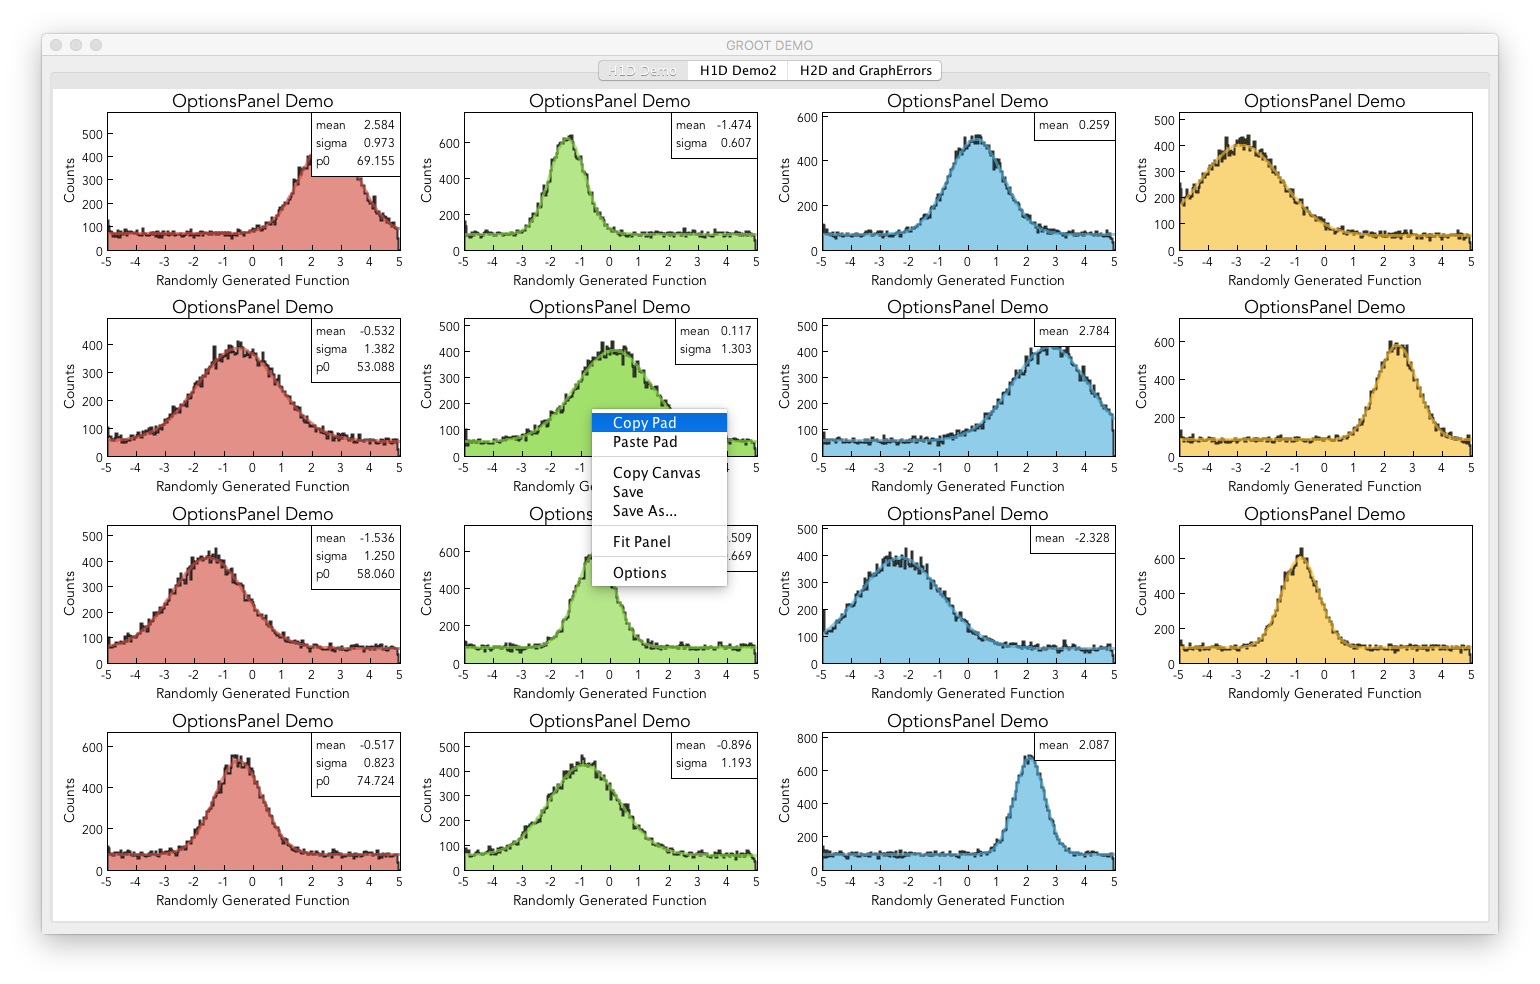 GROOT DEMO
H1D Demo H1D Demo2 H2D and GraphErrors
OptionsPanel Demo
mean 2.584
sigma 0.973
p0 69.155
500
400
300
200
100
0
Counts
-5 -4 -3 -2 -1 0 1 2 3 4 5
Randomly Generated Function
OptionsPanel Demo
mean -1.474
sigma 0.607
600
400
200
0
Counts
-5 -4 -3 -2 -1 0 1 2 3 4 5
Randomly Generated Function
OptionsPanel Demo
mean 0.259
600
400
200
0
Counts
-5 -4 -3 -2 -1 0 1 2 3 4 5
Randomly Generated Function
OptionsPanel Demo
500
400
300
200
100
0
Counts
-5 -4 -3 -2 -1 0 1 2 3 4 5
Randomly Generated Function
OptionsPanel Demo
mean -0.532
sigma 1.382
p0 53.088
400
300
200
100
0
Counts
-5 -4 -3 -2 -1 0 1 2 3 4 5
Randomly Generated Function
OptionsPanel Demo
mean 0.117
sigma 1.303
500
400
300
200
100
0
Counts
-5 -4 -3 -2 -1 5
Copy Pad
Paste Pad
Copy Canvas
Save
Save As...
Fit Panel
Options
OptionsPanel Demo
mean 2.784
500
400
300
200
100
0
Counts
-5 -4 -3 -2 -1 0 1 2 3 4 5
Randomly Generated Function
OptionsPanel Demo
600
400
200
0
Counts
-5 -4 -3 -2 -1 0 1 2 3 4 5
Randomly Generated Function
OptionsPanel Demo
mean -1.536
sigma 1.250
p0 58.060
500
400
300
200
100
0
Counts
-5 -4 -3 -2 -1 0 1 2 3 4 5
Randomly Generated Function
.509
.669
600
400
200
0
Counts
-5 -4 -3 -2 -1 0 1 2 3 4 5
Randomly Generated Function
OptionsPanel Demo
mean -2.328
500
400
300
200
100
0
Counts
-5 -4 -3 -2 -1 0 1 2 3 4 5
Randomly Generated Function
OptionsPanel Demo
600
400
200
0
Counts
-5 -4 -3 -2 -1 0 1 2 3 4 5
Randomly Generated Function
OptionsPanel Demo
mean -0.517
sigma 0.823
p0 74.724
600
400
200
0
Counts
-5 -4 -3 -2 -1 0 1 2 3 4 5
Randomly Generated Function
OptionsPanel Demo
mean -0.896
sigma 1.193
500
400
300
200
100
0
Counts
-5 -4 -3 -2 -1 0 1 2 3 4 5
Randomly Generated Function
OptionsPanel Demo
mean 2.087
800
600
400
200
0
Counts
-5 -4 -3 -2 -1 0 1 2 3 4 5
Randomly Generated Function